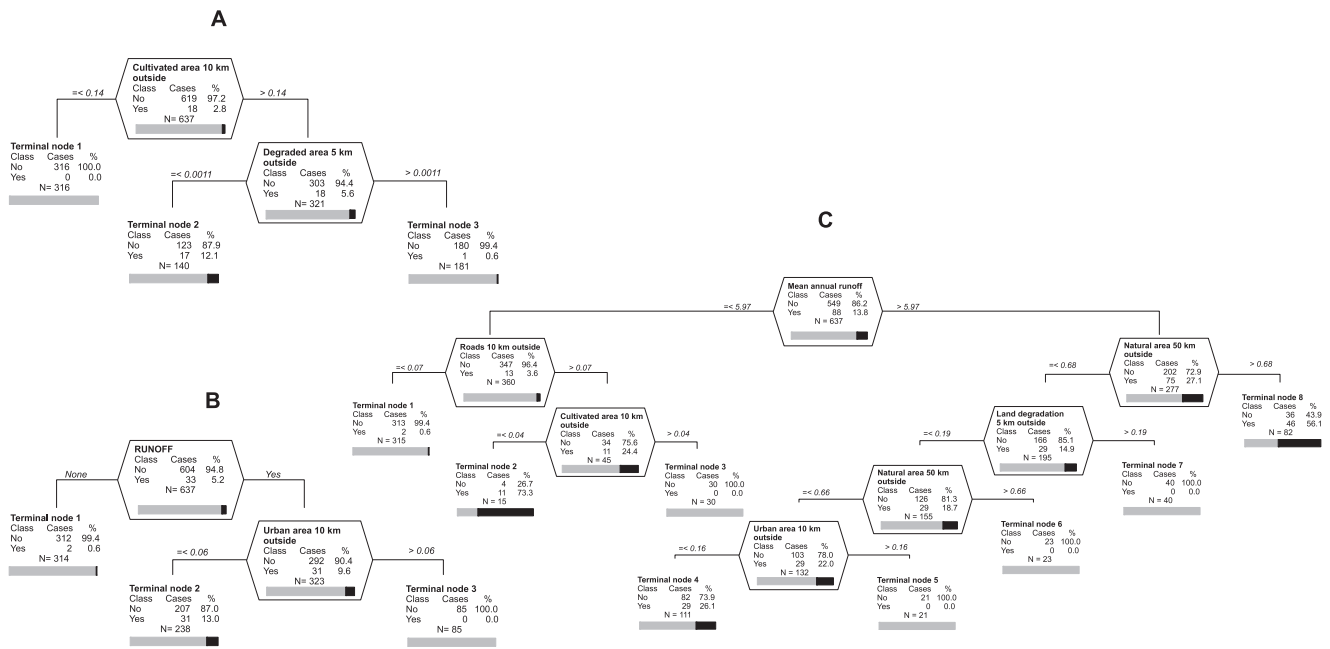 A
Cultivated area 10 km
outside
Class Cases %
No 619 97.2
Yes 18 2.8
N= 637
=< 0.14
> 0.14
Terminal node 1
Class Cases %
No 316 100.0
Yes 0 0.0
N= 316
Degraded area 5 km
outside
Class Cases %
No 303 94.4
Yes 18 5.6
N= 321
=< 0.0011
> 0.0011
Terminal node 2
Class Cases %
No 123 87.9
Yes 17 12.1
N= 140
Terminal node 3
Class Cases %
No 180 99.4
Yes 1 0.6
N= 181
B
RUNOFF
Class Cases %
No 604 94.8
Yes 33 5.2
N= 637
None
Yes
Terminal node 1
Class Cases %
No 312 99.4
Yes 2 0.6
N= 314
Urban area 10 km
outside
Class Cases %
No 292 90.4
Yes 31 9.6
N= 323
=< 0.06
> 0.06
Terminal node 2
Class Cases %
No 207 87.0
Yes 31 13.0
N= 238
Terminal node 3
Class Cases %
No 85 100.0
Yes 0 0.0
N= 85
C
Mean annual runoff
Class Cases %
No 549 86.2
Yes 88 13.8
N = 637
=< 5.97
> 5.97
Roads 10 km outside
Class Cases %
No 347 96.4
Yes 13 3.6
N = 360
=< 0.07
> 0.07
Terminal node 1
Class Cases %
No 313 99.4
Yes 2 0.6
N = 315
Cultivated area 10 km
outside
Class Cases %
No 34 75.6
Yes 11 24.4
N = 45
=< 0.04
> 0.04
Terminal node 2
Class Cases %
No 4 26.7
Yes 11 73.3
N = 15
Terminal node 3
Class Cases %
No 30 100.0
Yes 0 0.0
N = 30
Natural area 50 km
outside
Class Cases %
No 202 72.9
Yes 75 27.1
N = 277
=< 0.68
> 0.68
Terminal node 8
Class Cases %
No 36 43.9
Yes 46 56.1
N = 82
Land degradation
5 km outside
Class Cases %
No 166 85.1
Yes 29 14.9
N = 195
=< 0.19
> 0.19
Terminal node 7
Class Cases %
No 40 100.0
Yes 0 0.0
N = 40
Natural area 50 km
outside
Class Cases %
No 126 81.3
Yes 29 18.7
N = 155
=< 0.66
> 0.66
Terminal node 6
Class Cases %
No 23 100.0
Yes 0 0.0
N = 23
Urban area 10 km
outside
Class Cases %
No 103 78.0
Yes 29 22.0
N = 132
=< 0.16
> 0.16
Terminal node 4
Class Cases %
No 82 73.9
Yes 29 26.1
N = 111
Terminal node 5
Class Cases %
No 21 100.0
Yes 0 0.0
N = 21